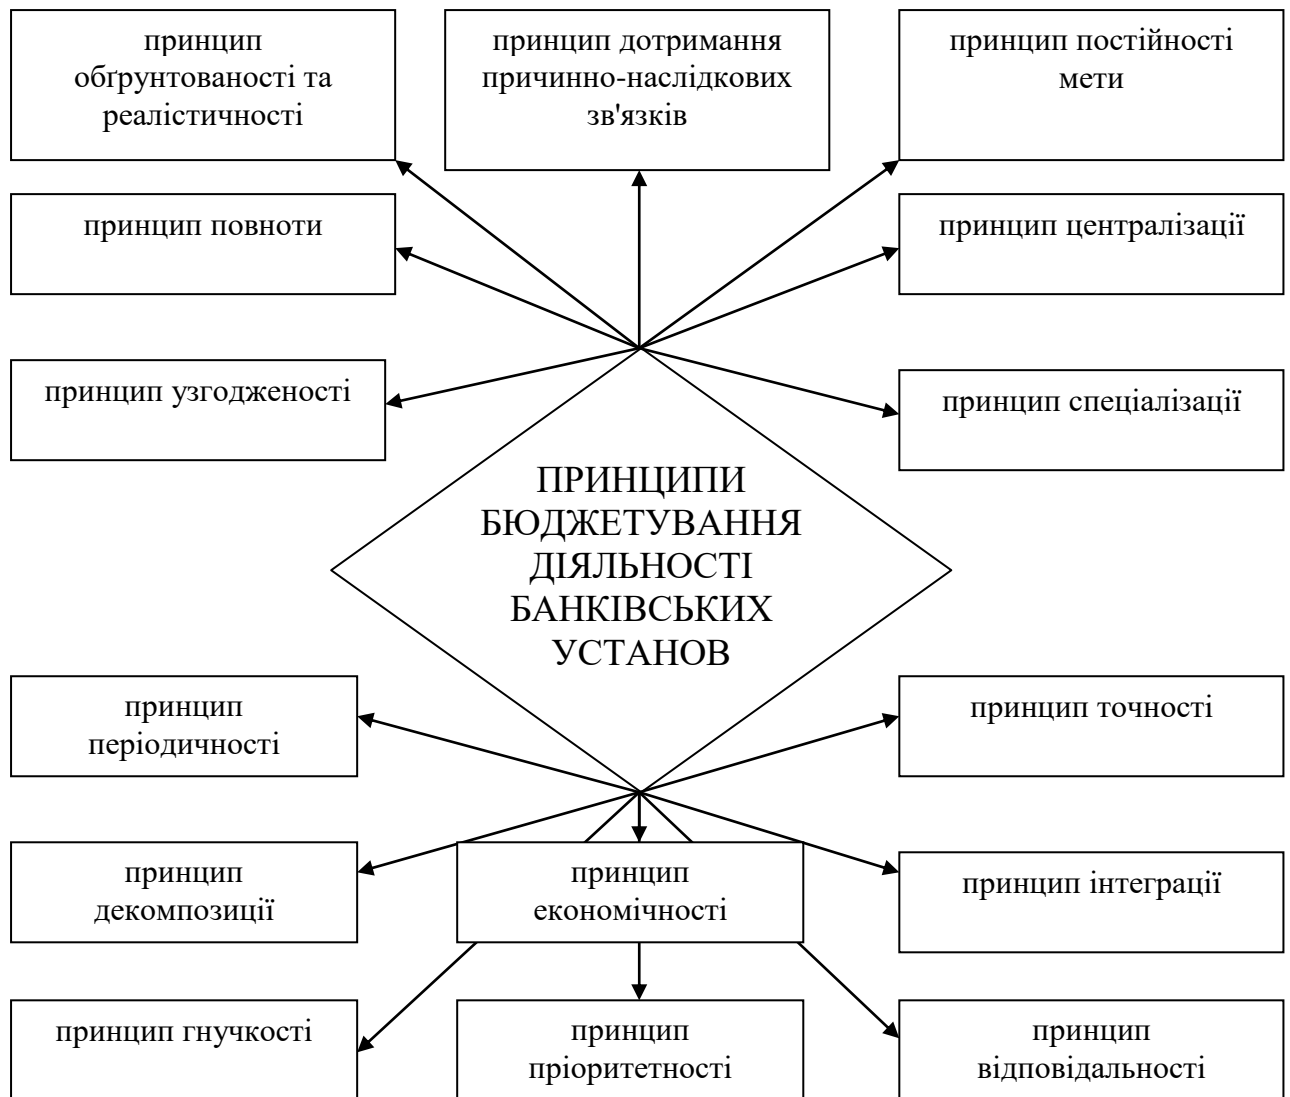 принцип
обґрунтованості та
реалістичності
принцип дотримання
причинно-наслідкових
зв'язків
принцип постійності
мети
принцип повноти
принцип централізації
принцип узгодженості
принцип спеціалізації
ПРИНЦИПИ
БЮДЖЕТУВАННЯ
ДІЯЛЬНОСТІ
БАНКІВСЬКИХ
УСТАНОВ
принцип
періодичності
принцип точності
принцип
декомпозиції
принцип
економічності
принцип інтеграції
принцип гнучкості
принцип
пріоритетності
принцип
відповідальності